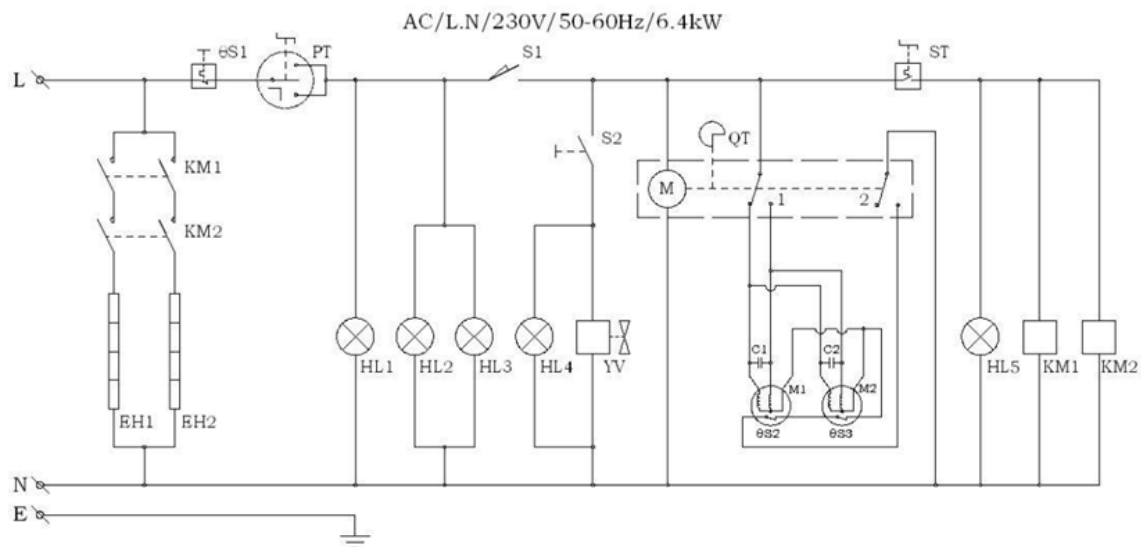 AC/L.N/230V/50-60Hz/6.4kW
θS1
PT
S1
ST
L
S2
QT
KM1
M
1
2
KM2
C1
C2
HL1
HL2
HL3
HL4
YV
HL5
KM1
KM2
M1
M2
EH1
EH2
θS2
θS3
N
E